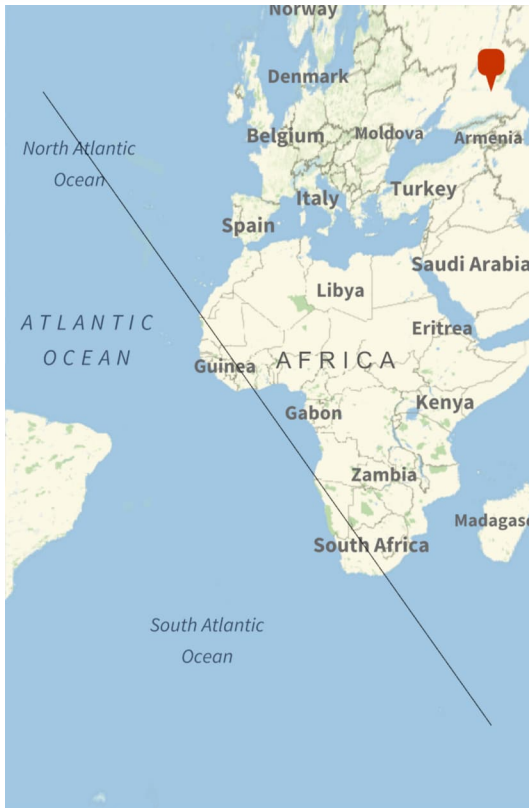 Norway
Denmark
Belgium
Moldova
Armenia
North Atlantic
Ocean
Italy
Turkey
Spain
Saudi Arabia
Libya
ATLANTIC
OCEAN
Eritrea
Guinea
AFRICA
Gabon
Kenya
Zambia
Madagasc
South Africa
South Atlantic
Ocean